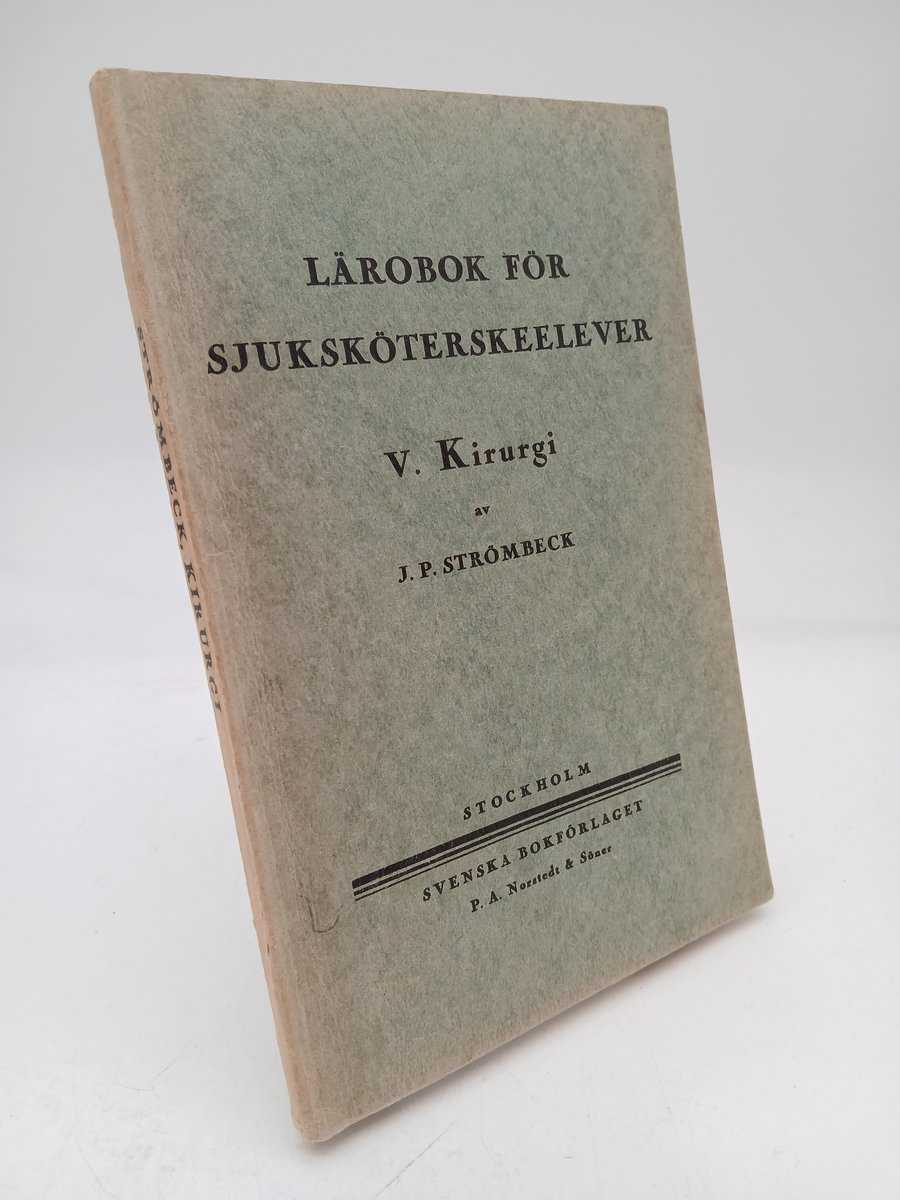 LÄROBOK FÖR
SJUKSKÖTERSKEELEVER
V. Kirurgi
av
J. P. STRÖMBECK
STOCKHOLM
SVENSKA BOKFÖRLAGET
P. A. Norstedt & Söner
STRÖMBECK. KIRURGI